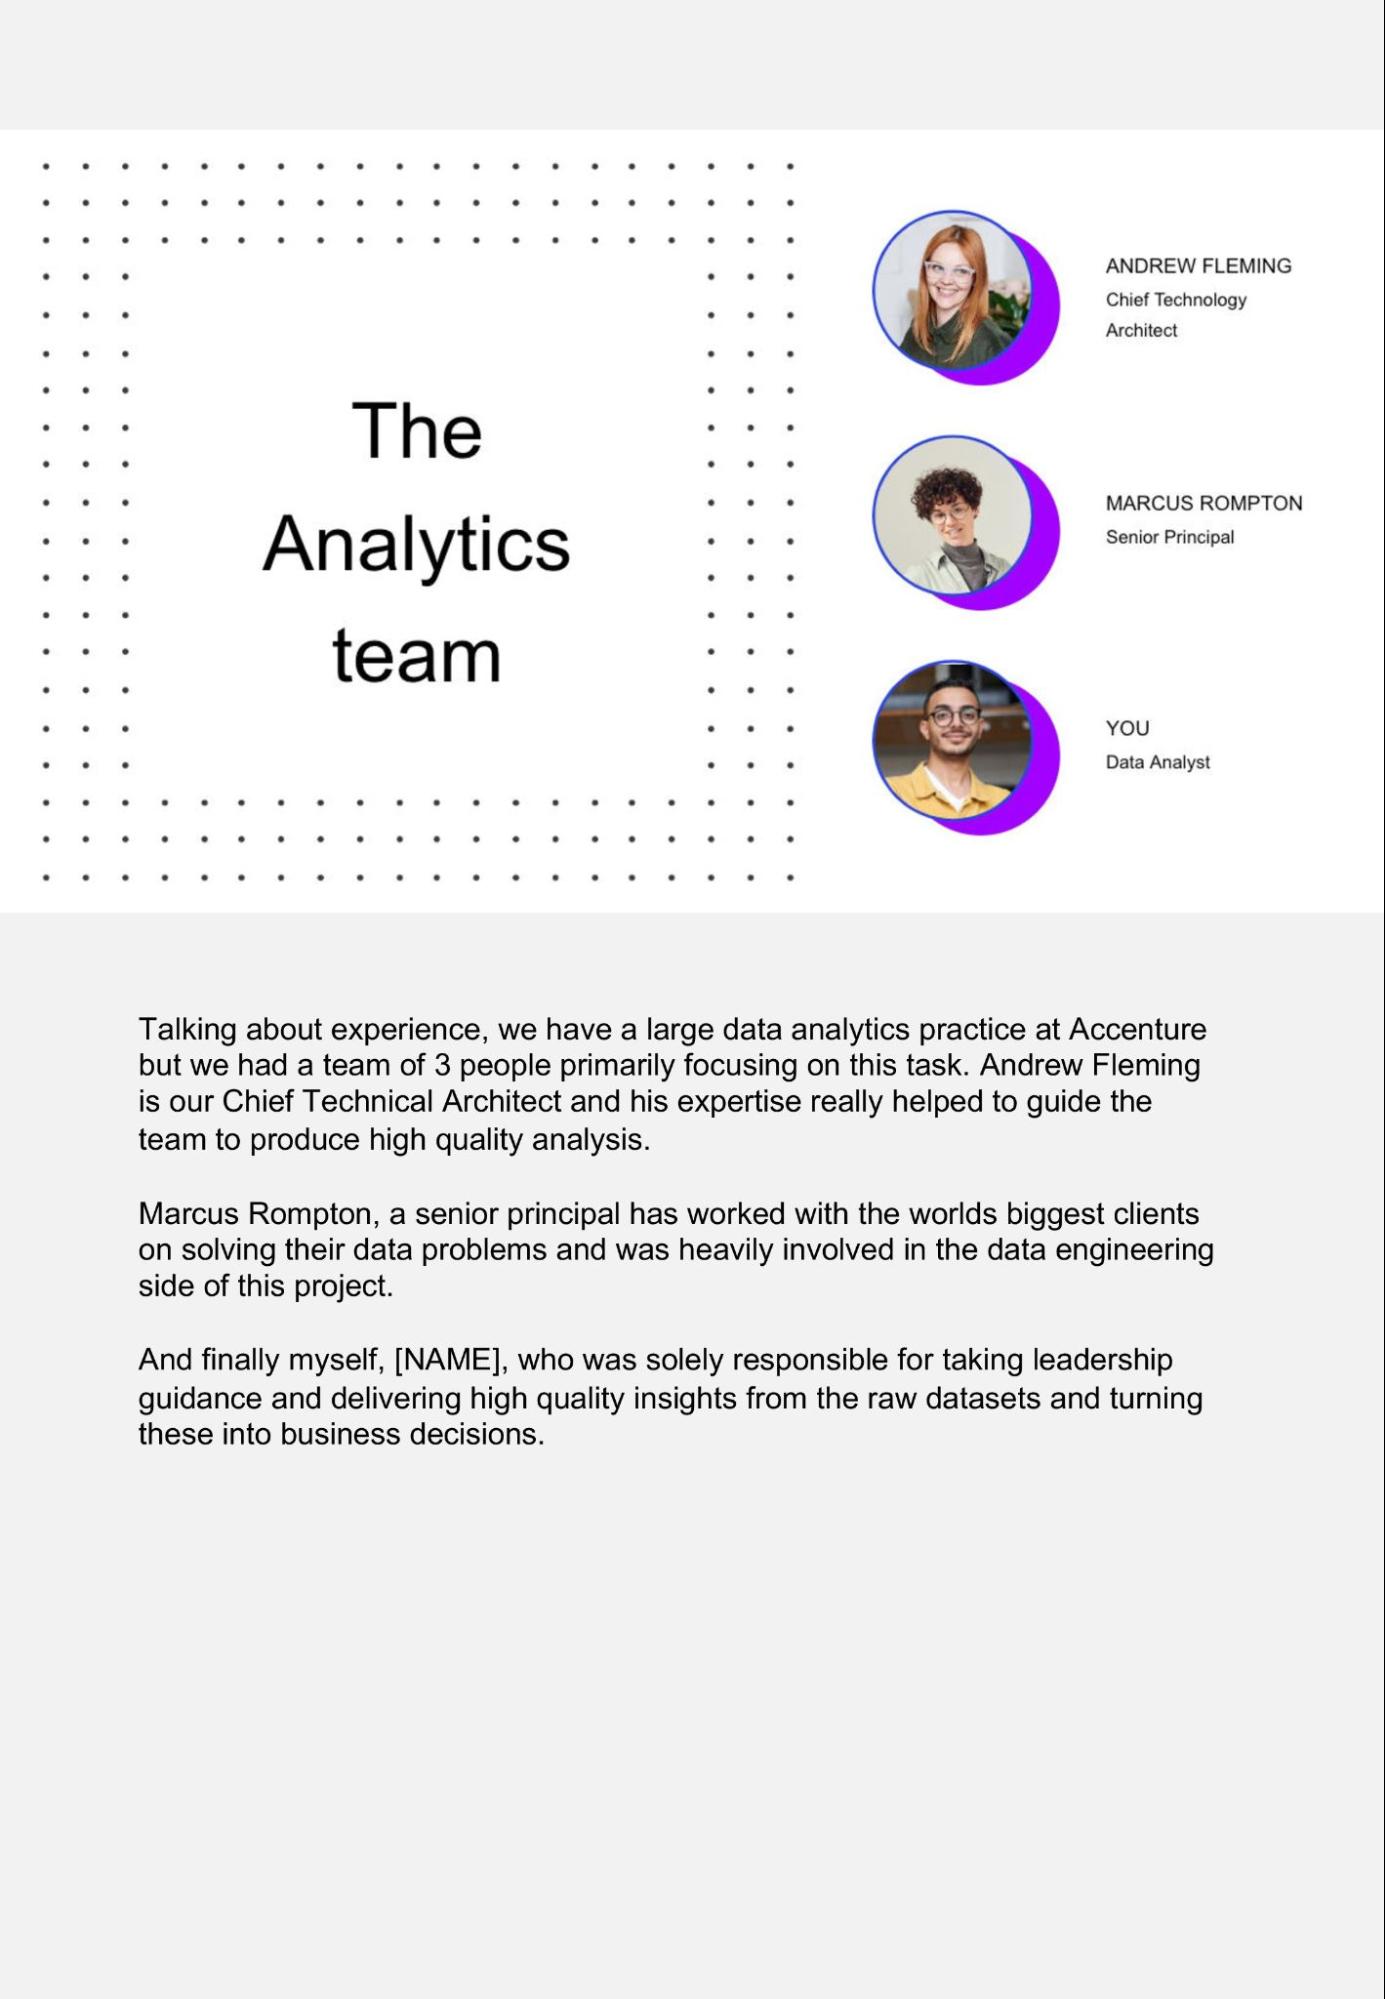 The
Analytics
team
ANDREW FLEMING
Chief Technology
Architect
MARCUS ROMPTON
Senior Principal
YOU
Data Analyst
Talking about experience, we have a large data analytics practice at Accenture
but we had a team of 3 people primarily focusing on this task. Andrew Fleming
is our Chief Technical Architect and his expertise really helped to guide the
team to produce high quality analysis.
Marcus Rompton, a senior principal has worked with the worlds biggest clients
on solving their data problems and was heavily involved in the data engineering
side of this project.
And finally myself, [NAME], who was solely responsible for taking leadership
guidance and delivering high quality insights from the raw datasets and turning
these into business decisions.